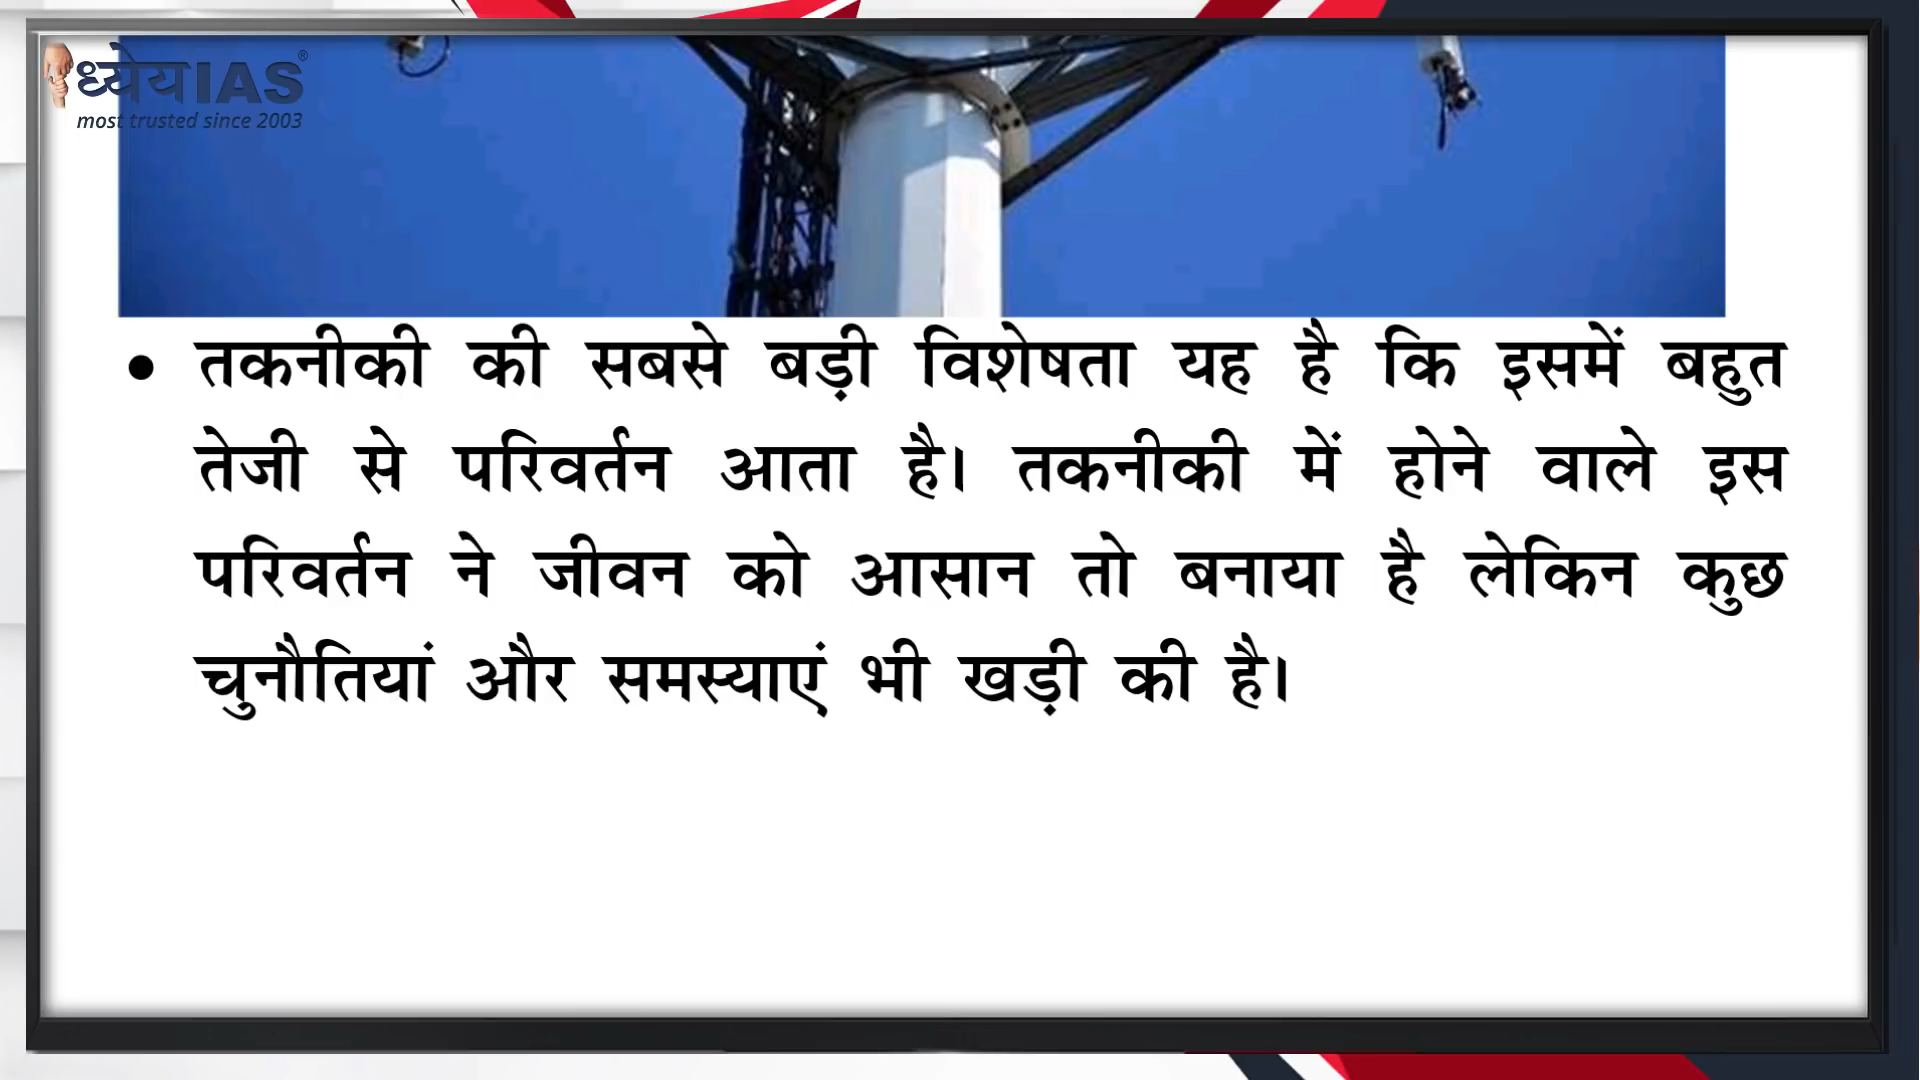 ध्येय IAS®
most trusted since 2003
• तकनीकी की सबसे बड़ी विशेषता यह है कि इसमें बहुत
तेजी से परिवर्तन आता है। तकनीकी में होने वाले इस
परिवर्तन ने जीवन को आसान तो बनाया है लेकिन कुछ
चुनौतियां और समस्याएं भी खड़ी की है।